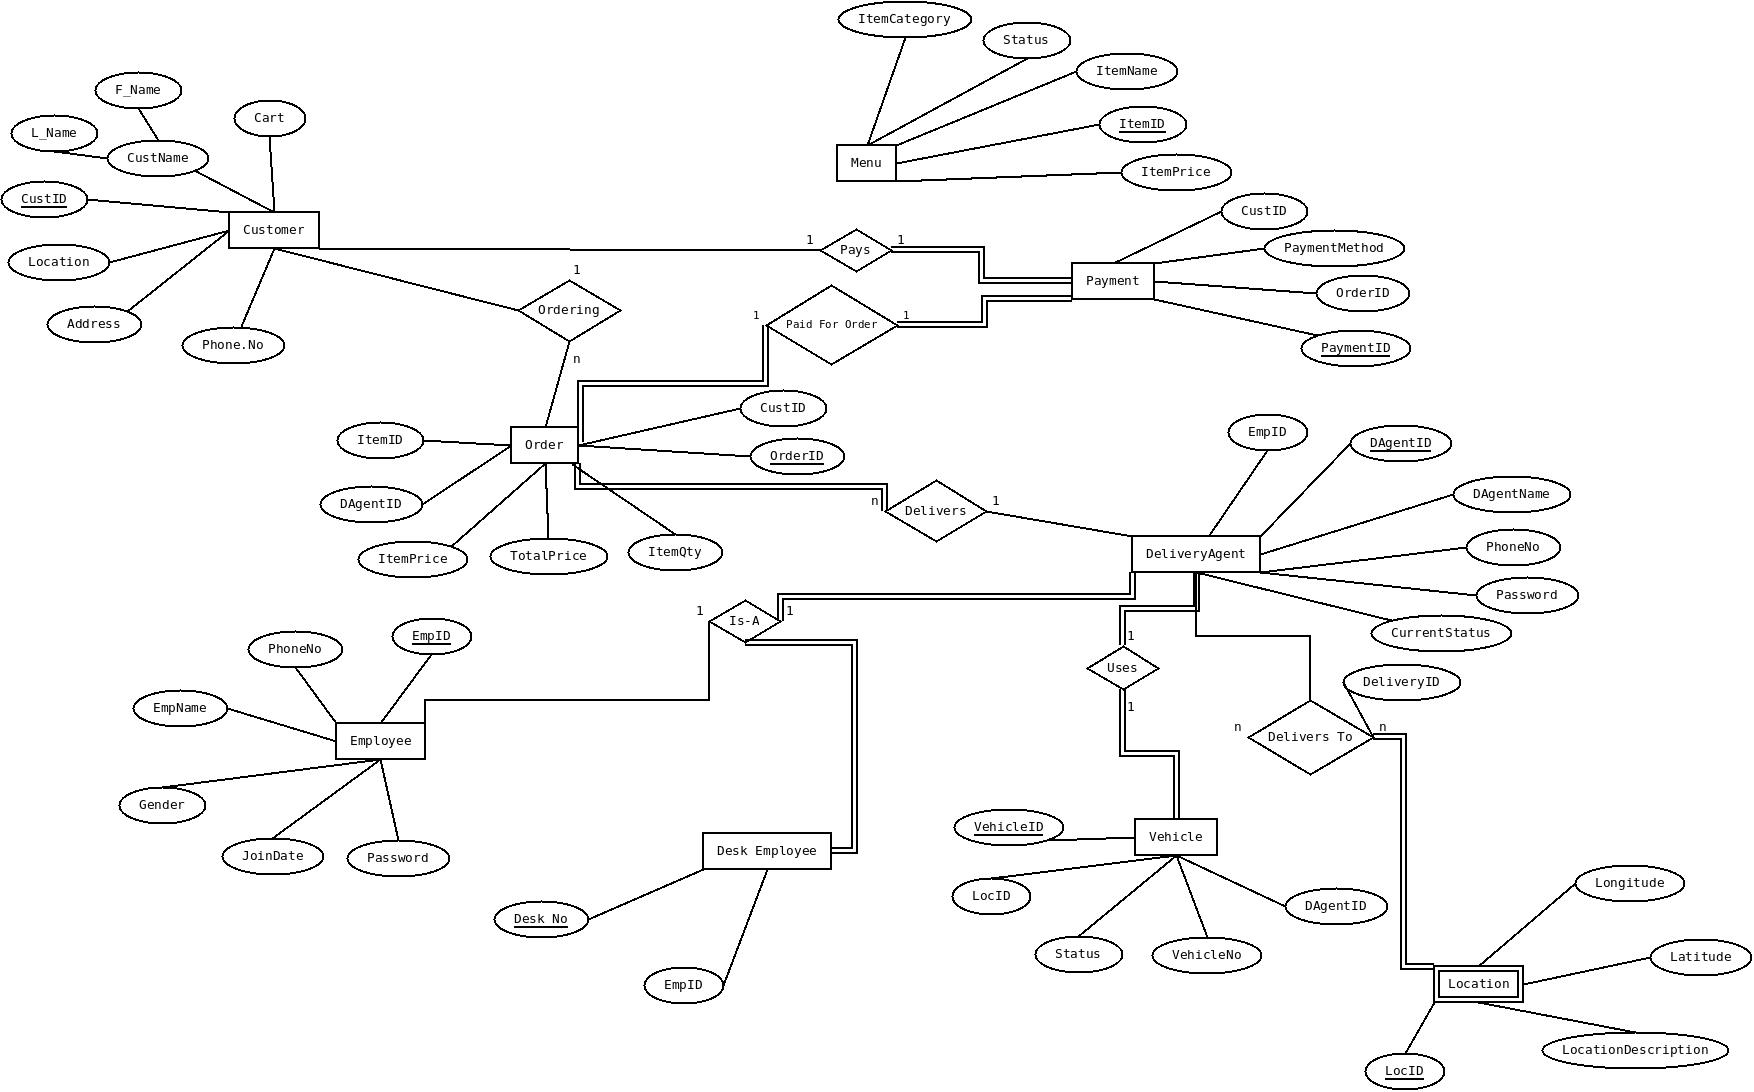 ItemCategory
Status
ItemName
ItemID
ItemPrice
Menu
F_Name
L_Name
CustName
Cart
CustID
Customer
Location
Address
Phone.No
1
Pays
1
CustID
PaymentMethod
Payment
OrderID
PaymentID
1
Ordering
n
1
Paid For Order
1
CustID
OrderID
Order
ItemID
DAgentID
ItemPrice
TotalPrice
ItemQty
n
Delivers
1
EmpID
DAgentID
DAgentName
PhoneNo
Password
CurrentStatus
DeliveryAgent
1
Is-A
1
1
Uses
1
DeliveryID
n
Delivers To
n
EmpID
PhoneNo
EmpName
Employee
Gender
JoinDate
Password
Desk Employee
Desk No
EmpID
VehicleID
Vehicle
LocID
Status
VehicleNo
DAgentID
Longitude
Latitude
Location
LocationDescription
LocID